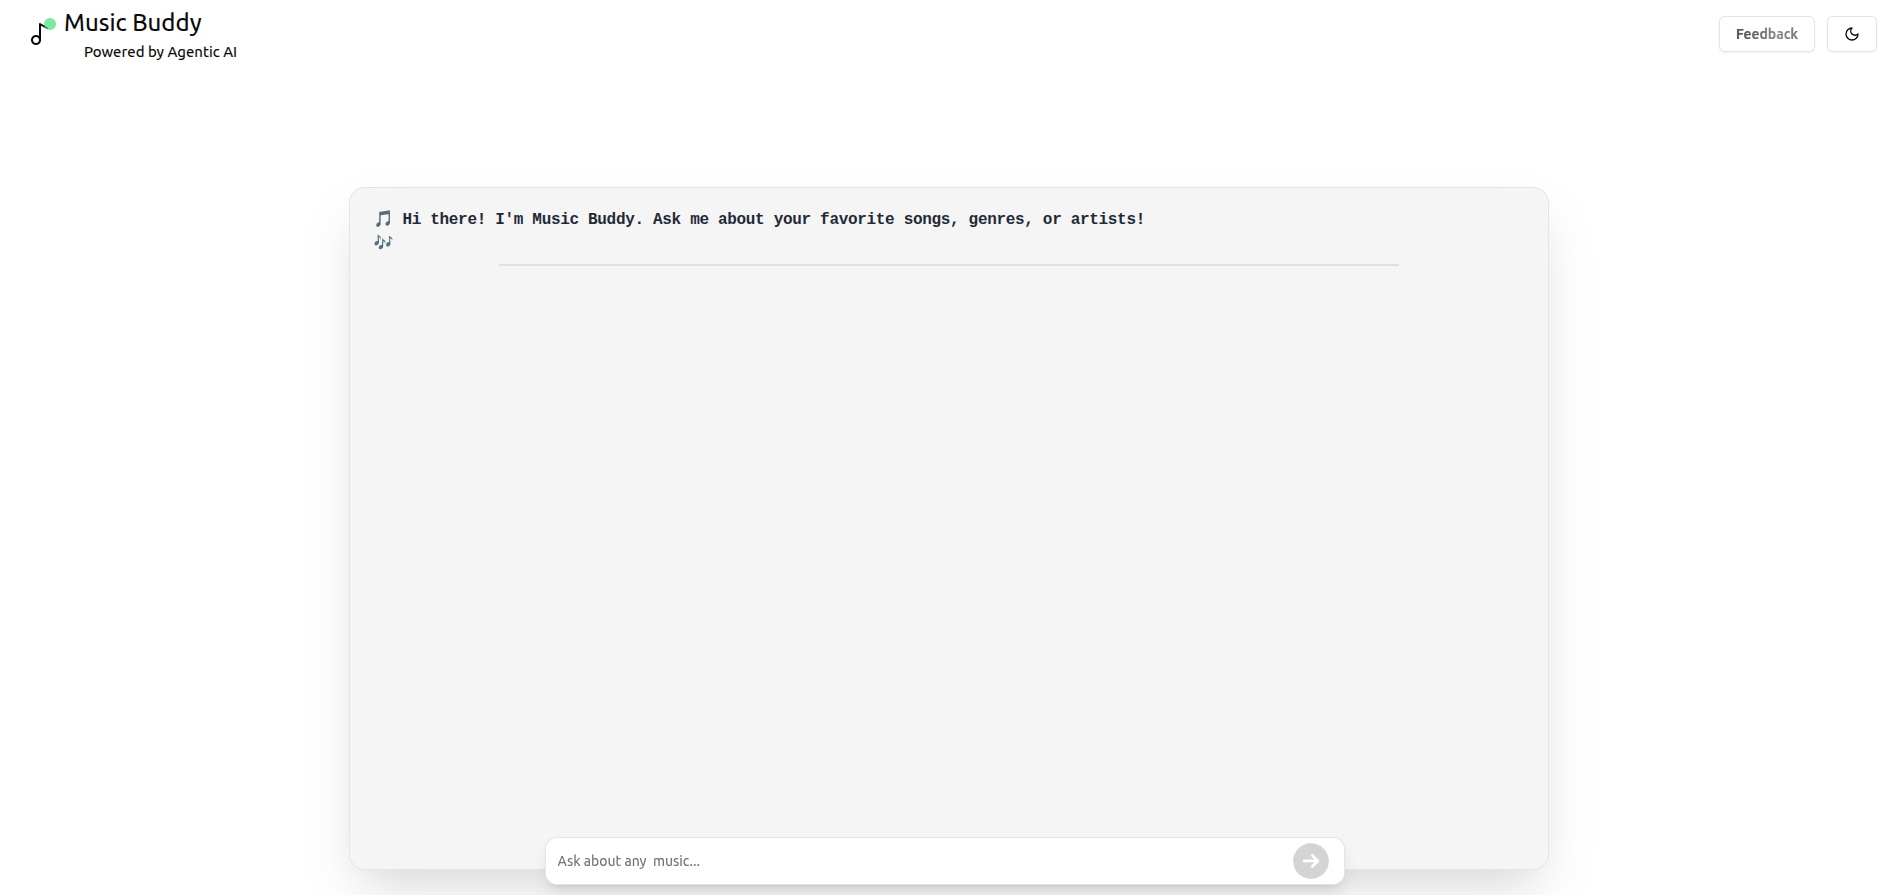 Music Buddy
Powered by Agentic AI
Feedback
🎵 Hi there! I'm Music Buddy. Ask me about your favorite songs, genres, or artists!
🎶
Ask about any  music...